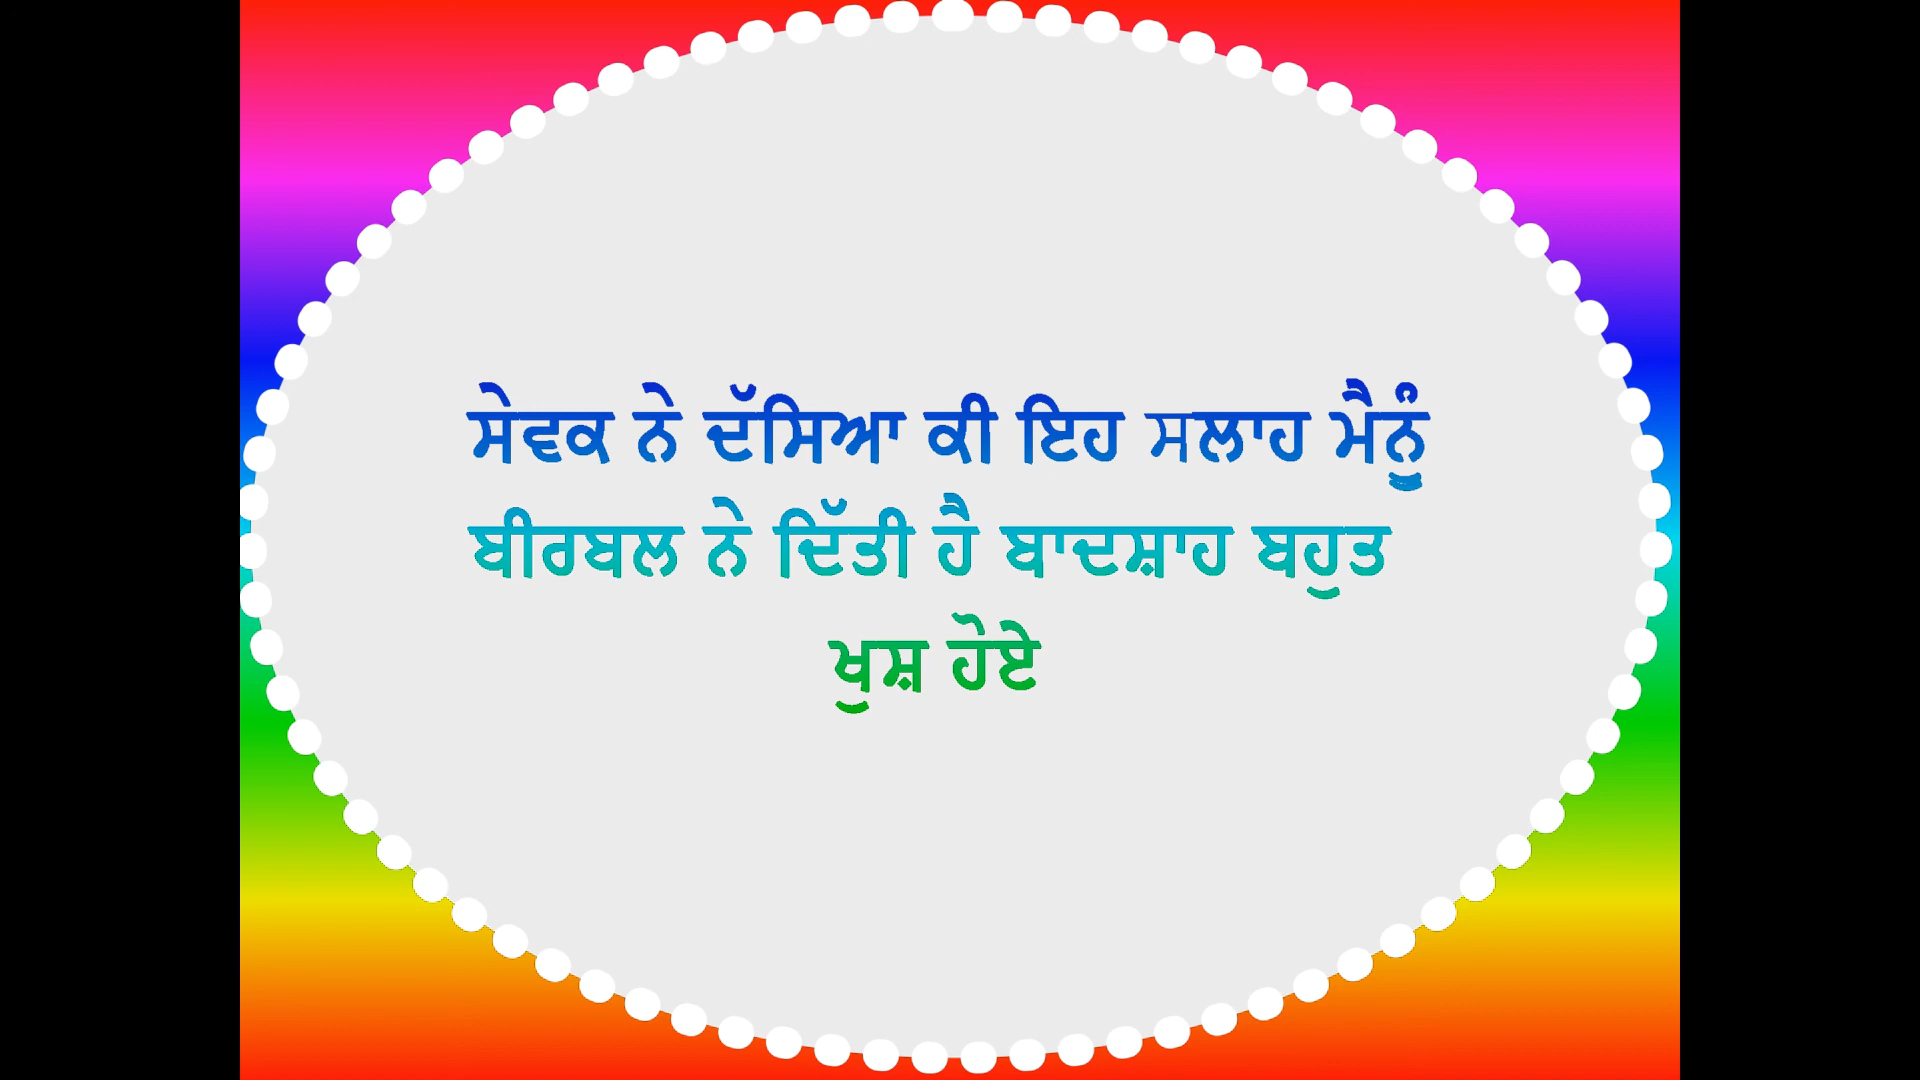 ਸੇਵਕ ਨੇ ਦੱਸਿਆ ਕੀ ਇਹ ਸਲਾਹ ਮੈਨੂੰ
ਬੀਰਬਲ ਨੇ ਦਿੱਤੀ ਹੈ ਬਾਦਸ਼ਾਹ ਬਹੁਤ
ਖੁਸ਼ ਹੋਏ